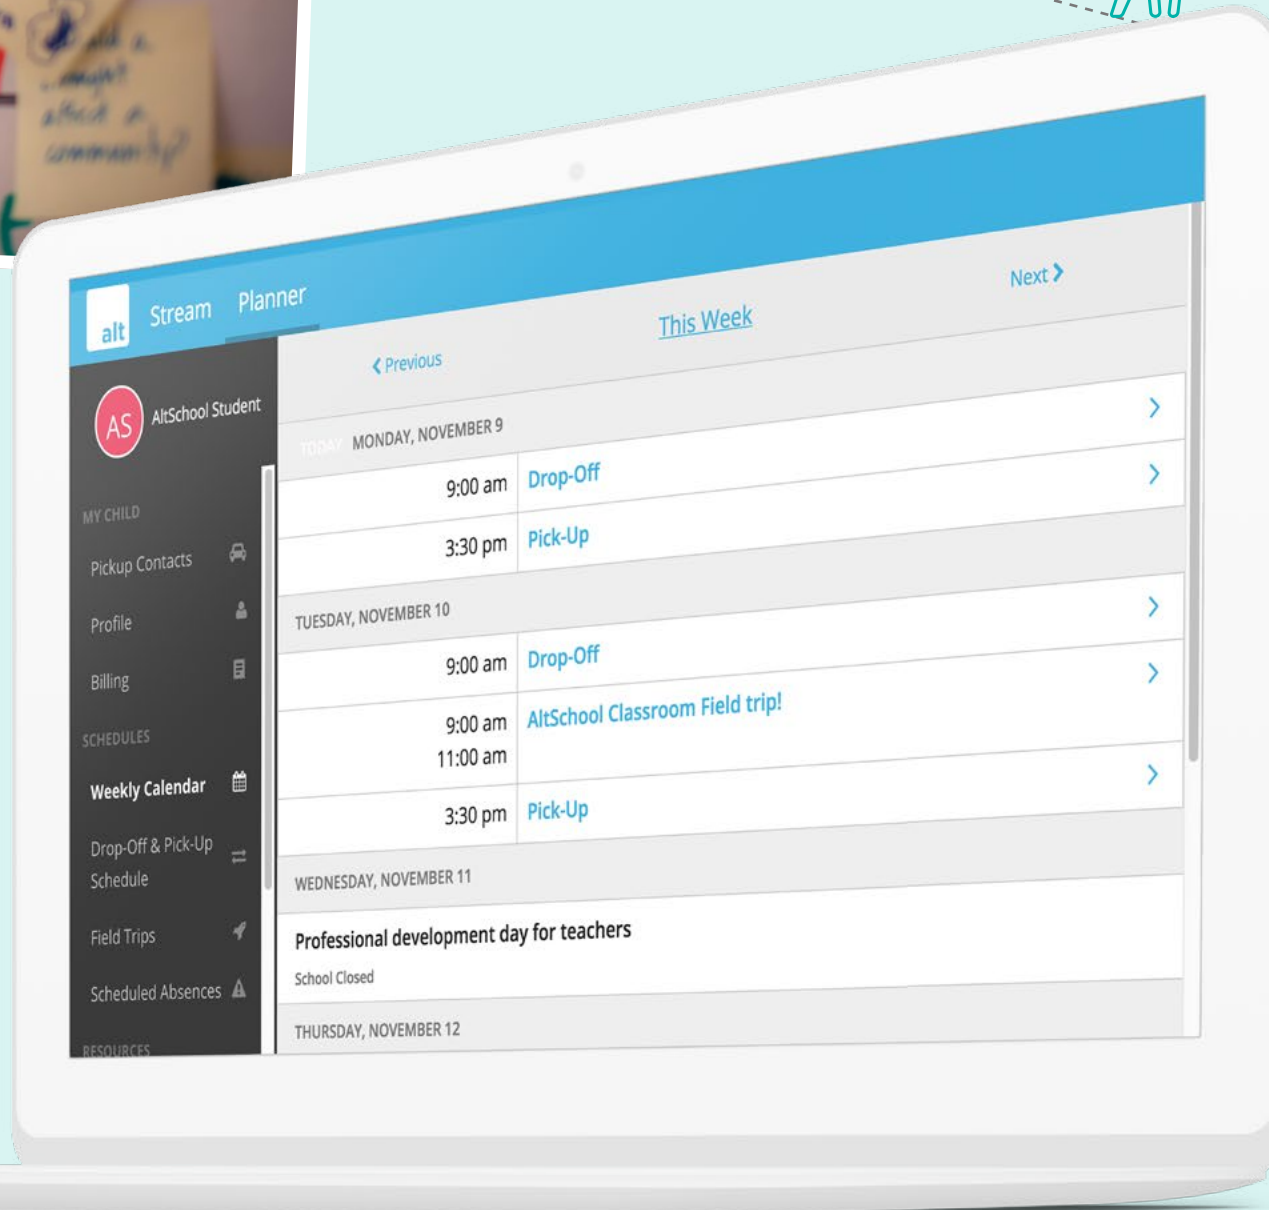 affect a
community?
alt
Stream
Planner
AS
AltSchool Student
MY CHILD
Pickup Contacts
Profile
Billing
SCHEDULES
Weekly Calendar
Drop-Off & Pick-Up
Schedule
Field Trips
Scheduled Absences
RESOURCES
Previous
This Week
Next
TODAY MONDAY, NOVEMBER 9
9:00 am Drop-Off
3:30 pm Pick-Up
TUESDAY, NOVEMBER 10
9:00 am Drop-Off
9:00 am AltSchool Classroom Field trip!
11:00 am
3:30 pm Pick-Up
WEDNESDAY, NOVEMBER 11
Professional development day for teachers
School Closed
THURSDAY, NOVEMBER 12